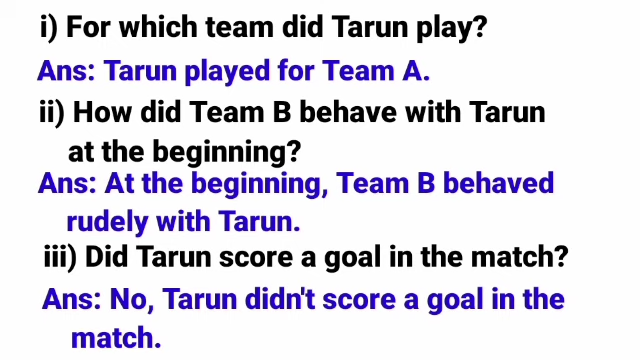 i) For which team did Tarun play?
Ans: Tarun played for Team A.
ii) How did Team B behave with Tarun
at the beginning?
Ans: At the beginning, Team B behaved
rudely with Tarun.
iii) Did Tarun score a goal in the match?
Ans: No, Tarun didn't score a goal in the
match.